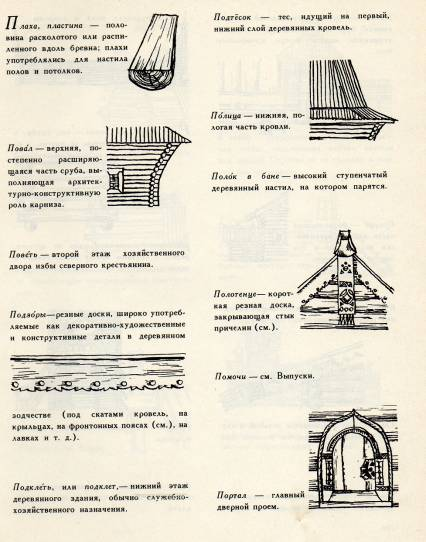 Плаха, пластина — поло-
вина расколотого или распи-
ленного вдоль бревна; плахи
употреблялись для настила
полов и потолков.
Пова́л — верхняя, по-
степенно расширяю-
щаяся часть сруба, вы-
полняющая архитек-
турно-конструктивную
роль карниза.
Пове́ть — второй этаж хозяйственного
двора избы северного крестьянина.
Подзо́ры — резные доски, широко употреб-
ляемые как декоративно-художественные
и конструктивные детали в деревянном
зодчестве (под скатами кровель, на
крыльцах, на фронтонных поясах (см.), на
лавках и т. д.).
Подкле́ть, или подклет,— нижний этаж
деревянного здания, обычно служебно-
хозяйственного назначения.
Подтёсок — тес, идущий на первый,
нижний слой деревянных кровель.
По́лица — нижняя, по-
логая часть кровли.
Поло́к в бане — высокий ступенчатый
деревянный настил, на котором парятся.
Полотенце — корот-
кая резная доска,
закрывающая стык
причелин (см.).
Помочи — см. Выпуски.
Портал — главный
дверной проем.